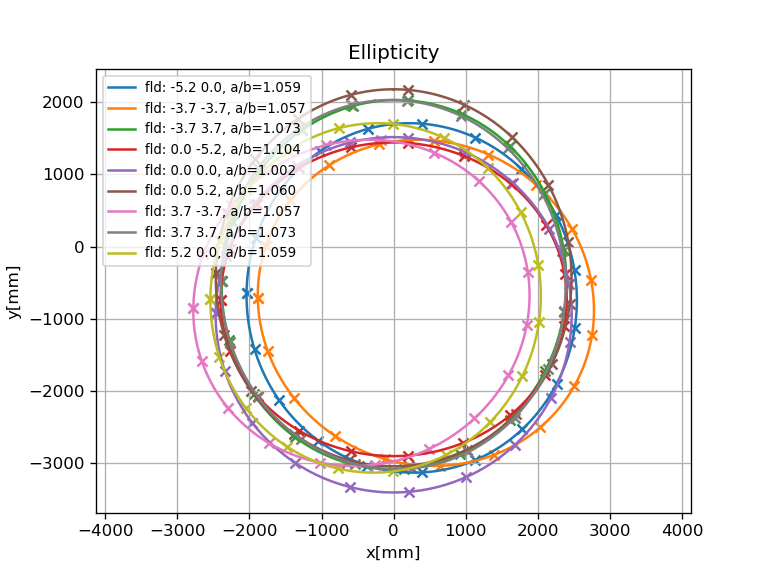 Ellipticity
fld: -5.2 0.0, a/b=1.059
fld: -3.7 -3.7, a/b=1.057
fld: -3.7 3.7, a/b=1.073
fld: 0.0 -5.2, a/b=1.104
fld: 0.0 0.0, a/b=1.002
fld: 0.0 5.2, a/b=1.060
fld: 3.7 -3.7, a/b=1.057
fld: 3.7 3.7, a/b=1.073
fld: 5.2 0.0, a/b=1.059
2000
1000
0
−1000
−2000
−3000
y[mm]
−4000 −3000 −2000 −1000 0 1000 2000 3000 4000
x[mm]